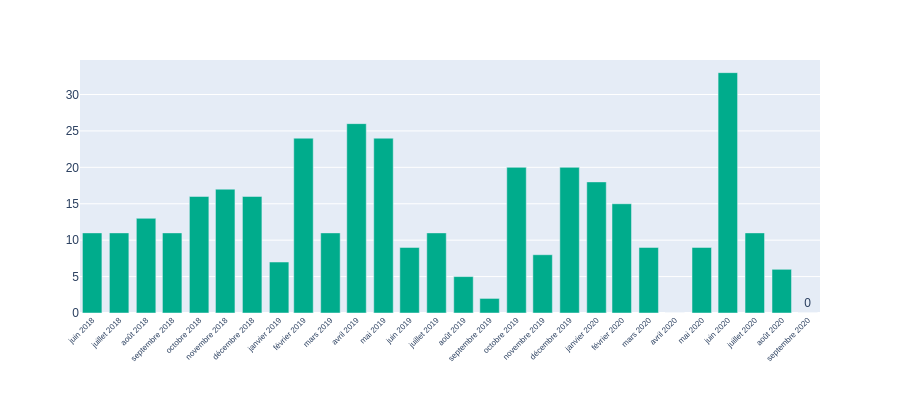 30
25
20
15
10
5
0
0
juin 2018
juillet 2018
août 2018
septembre 2018
octobre 2018
novembre 2018
décembre 2018
janvier 2019
février 2019
mars 2019
avril 2019
mai 2019
juin 2019
juillet 2019
août 2019
septembre 2019
octobre 2019
novembre 2019
décembre 2019
janvier 2020
février 2020
mars 2020
avril 2020
mai 2020
juin 2020
juillet 2020
août 2020
septembre 2020